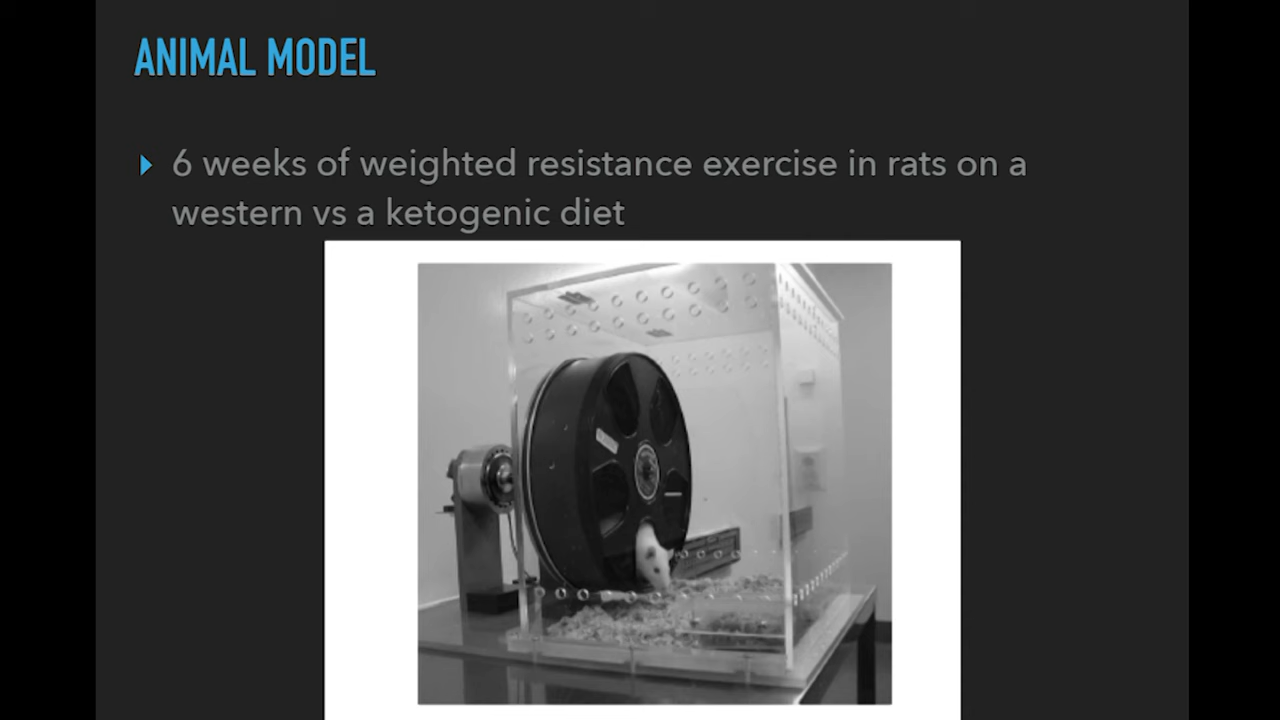 ANIMAL MODEL
6 weeks of weighted resistance exercise in rats on a
western vs a ketogenic diet